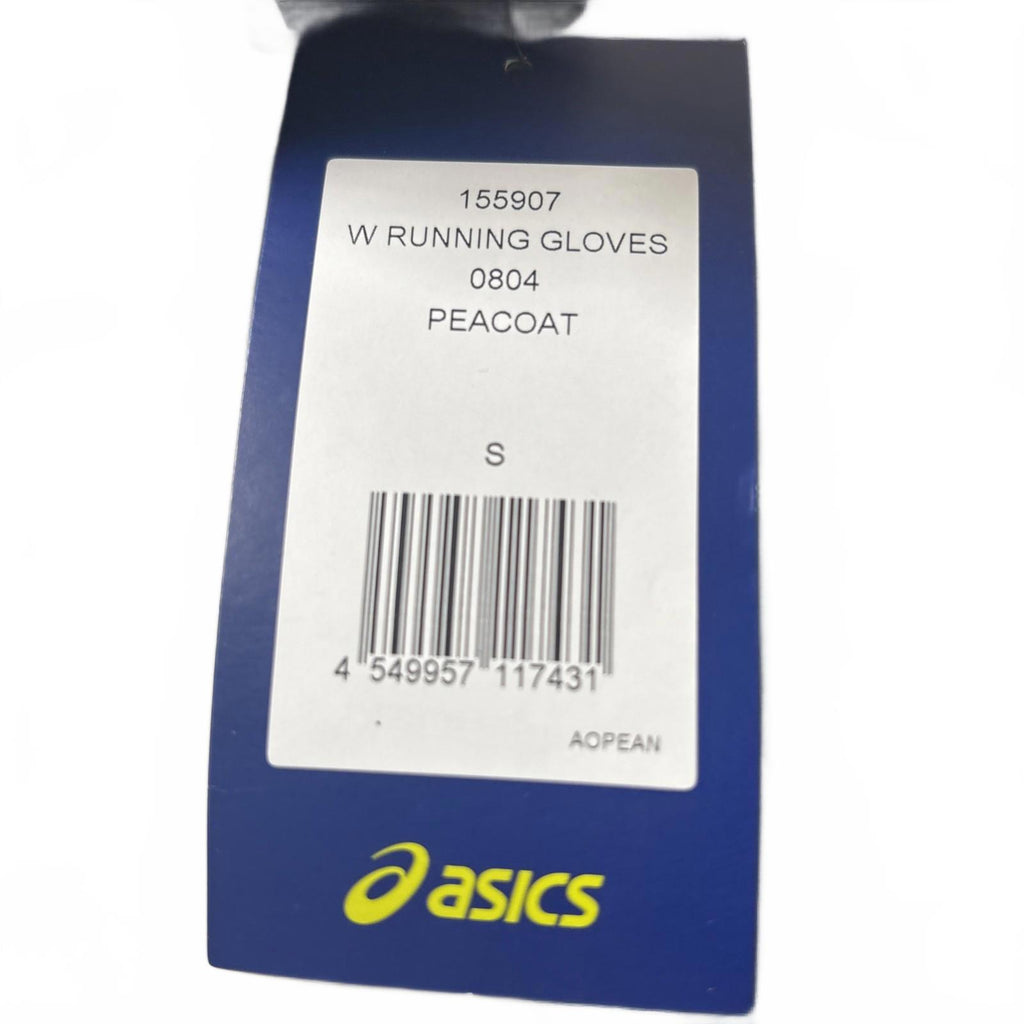 155907
W RUNNING GLOVES
0804
PEACOAT
S
4 549957 117431
AOPEAN
asics